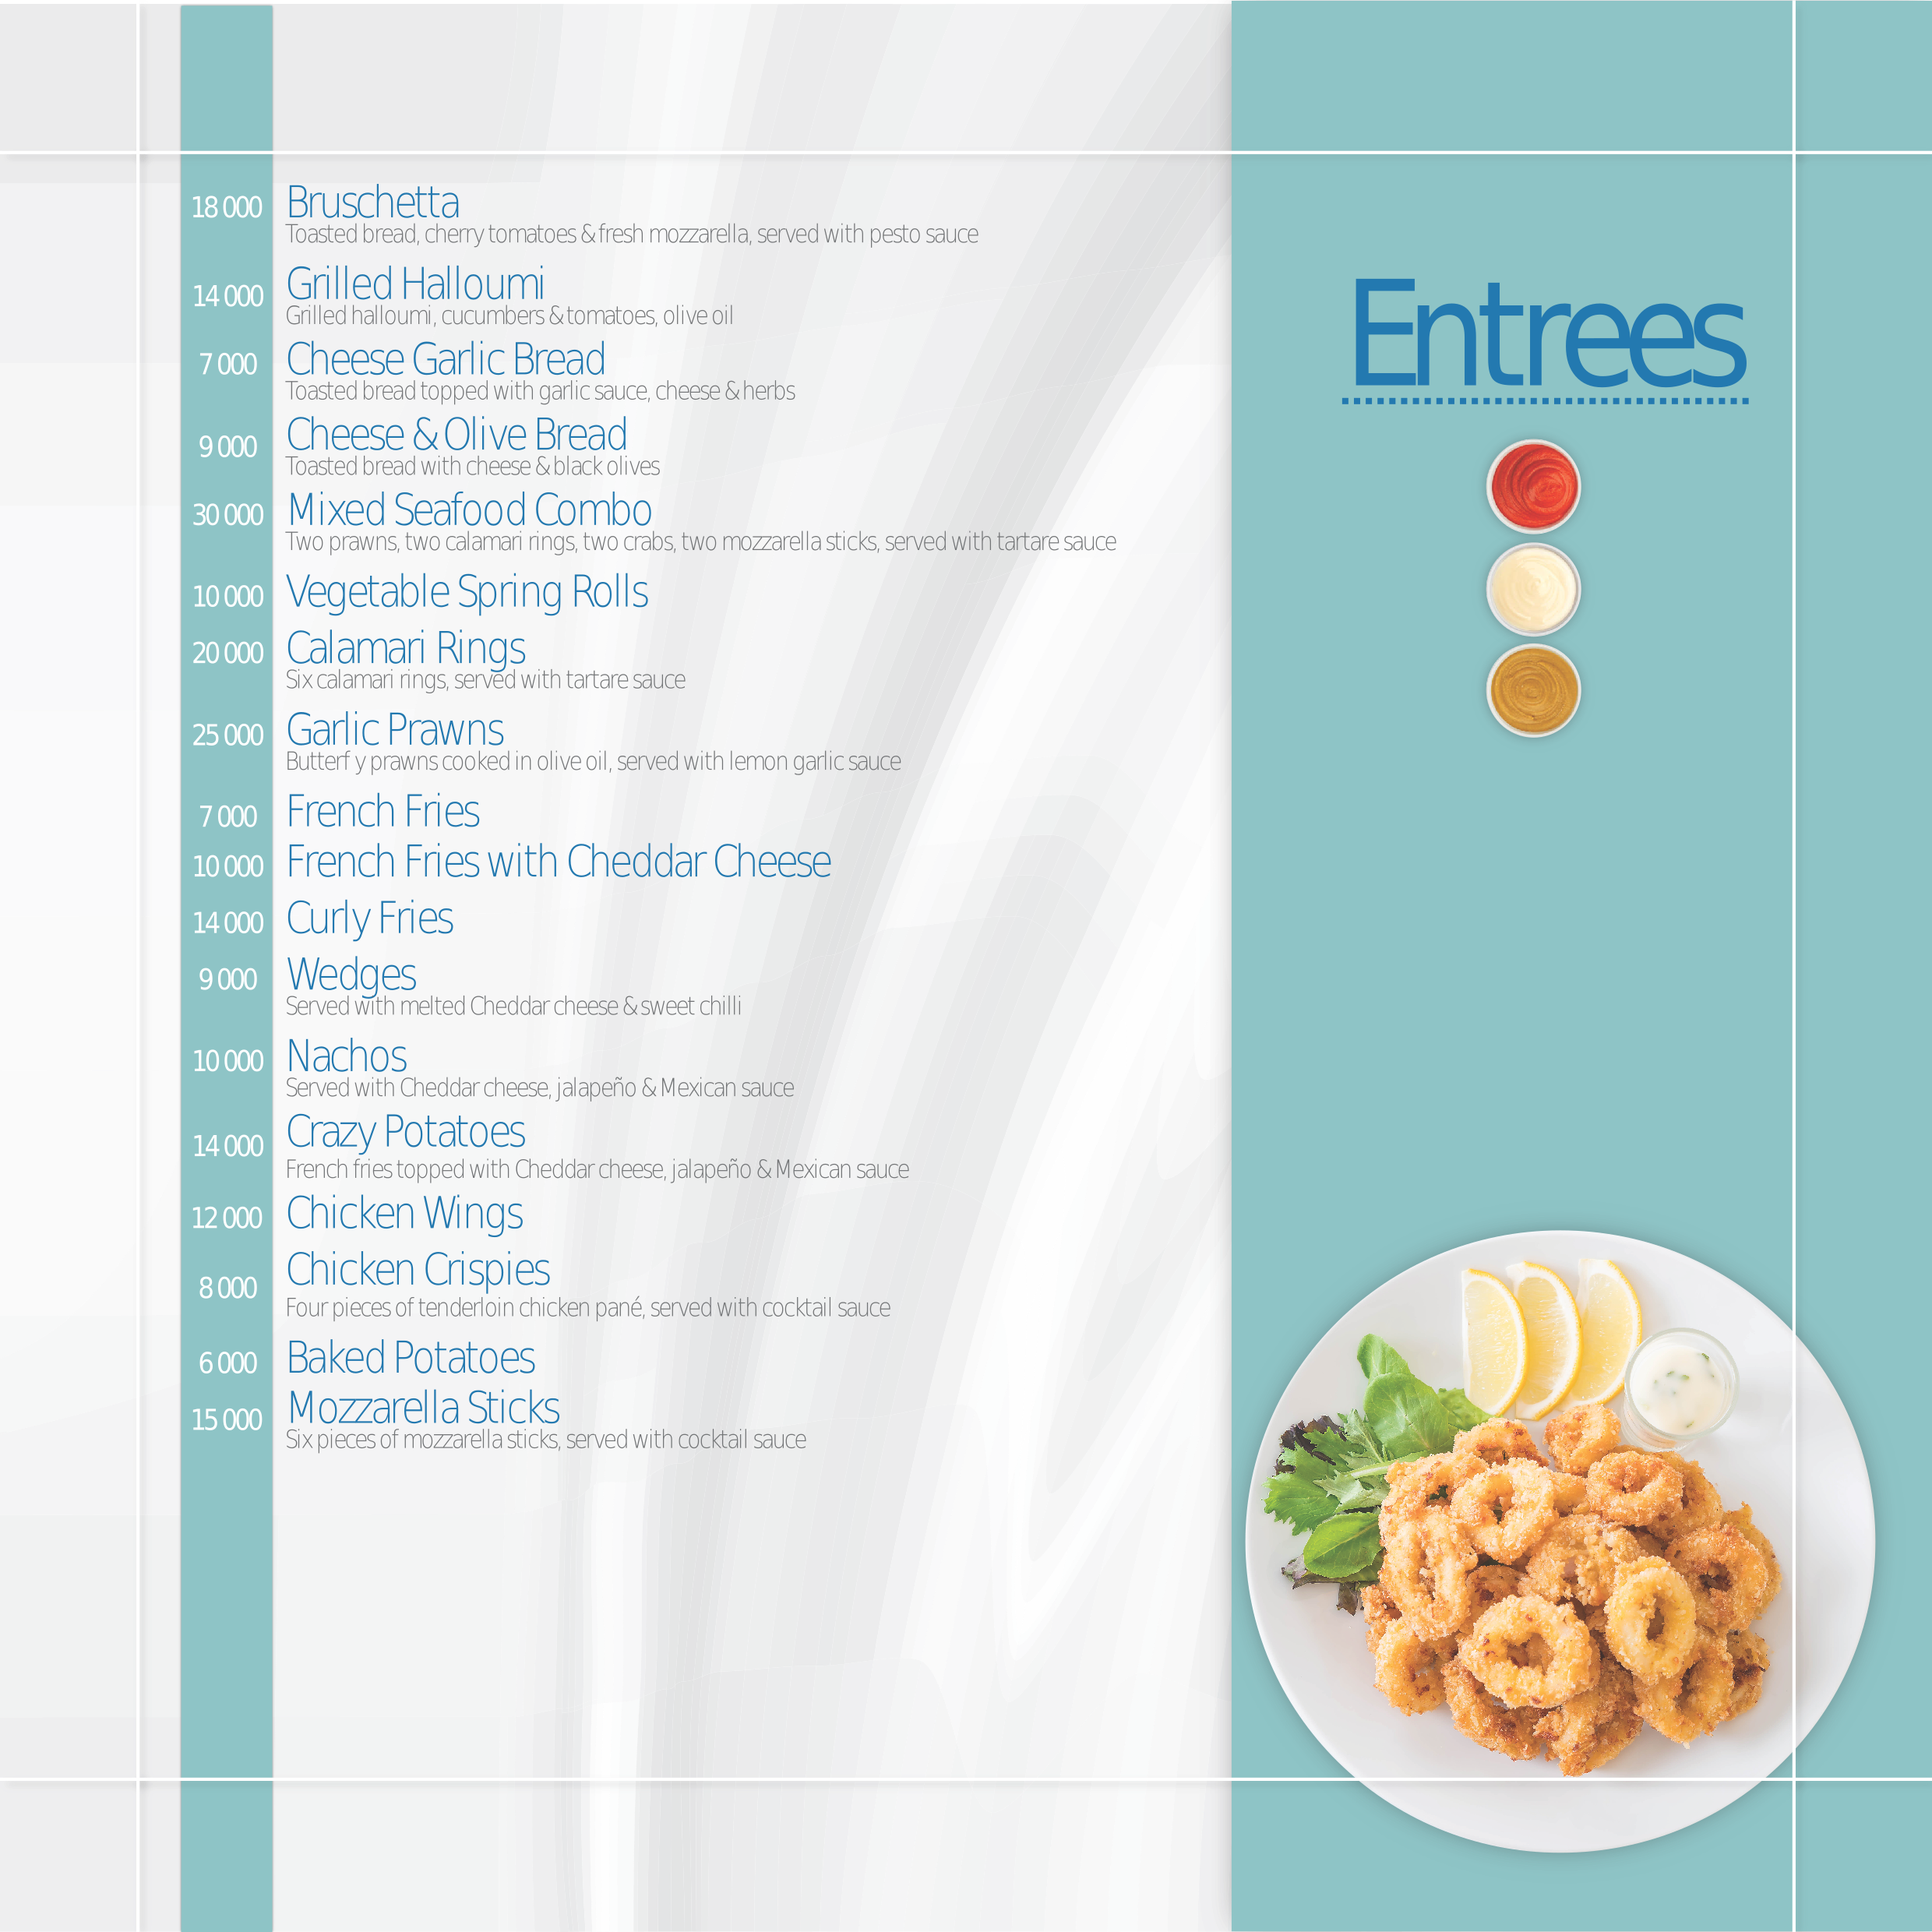 Entrees
18 000 Bruschetta
Toasted bread, cherry tomatoes & fresh mozzarella, served with pesto sauce
14 000 Grilled Halloumi
Grilled halloumi, cucumbers & tomatoes, olive oil
7 000 Cheese Garlic Bread
Toasted bread topped with garlic sauce, cheese & herbs
9 000 Cheese & Olive Bread
Toasted bread with cheese & black olives
30 000 Mixed Seafood Combo
Two prawns, two calamari rings, two crabs, two mozzarella sticks, served with tartare sauce
10 000 Vegetable Spring Rolls
20 000 Calamari Rings
Six calamari rings, served with tartare sauce
25 000 Garlic Prawns
Butterf y prawns cooked in olive oil, served with lemon garlic sauce
7 000 French Fries
10 000 French Fries with Cheddar Cheese
14 000 Curly Fries
9 000 Wedges
Served with melted Cheddar cheese & sweet chilli
10 000 Nachos
Served with Cheddar cheese, jalapeño & Mexican sauce
14 000 Crazy Potatoes
French fries topped with Cheddar cheese, jalapeño & Mexican sauce
12 000 Chicken Wings
8 000 Chicken Crispies
Four pieces of tenderloin chicken pané, served with cocktail sauce
6 000 Baked Potatoes
15 000 Mozzarella Sticks
Six pieces of mozzarella sticks, served with cocktail sauce